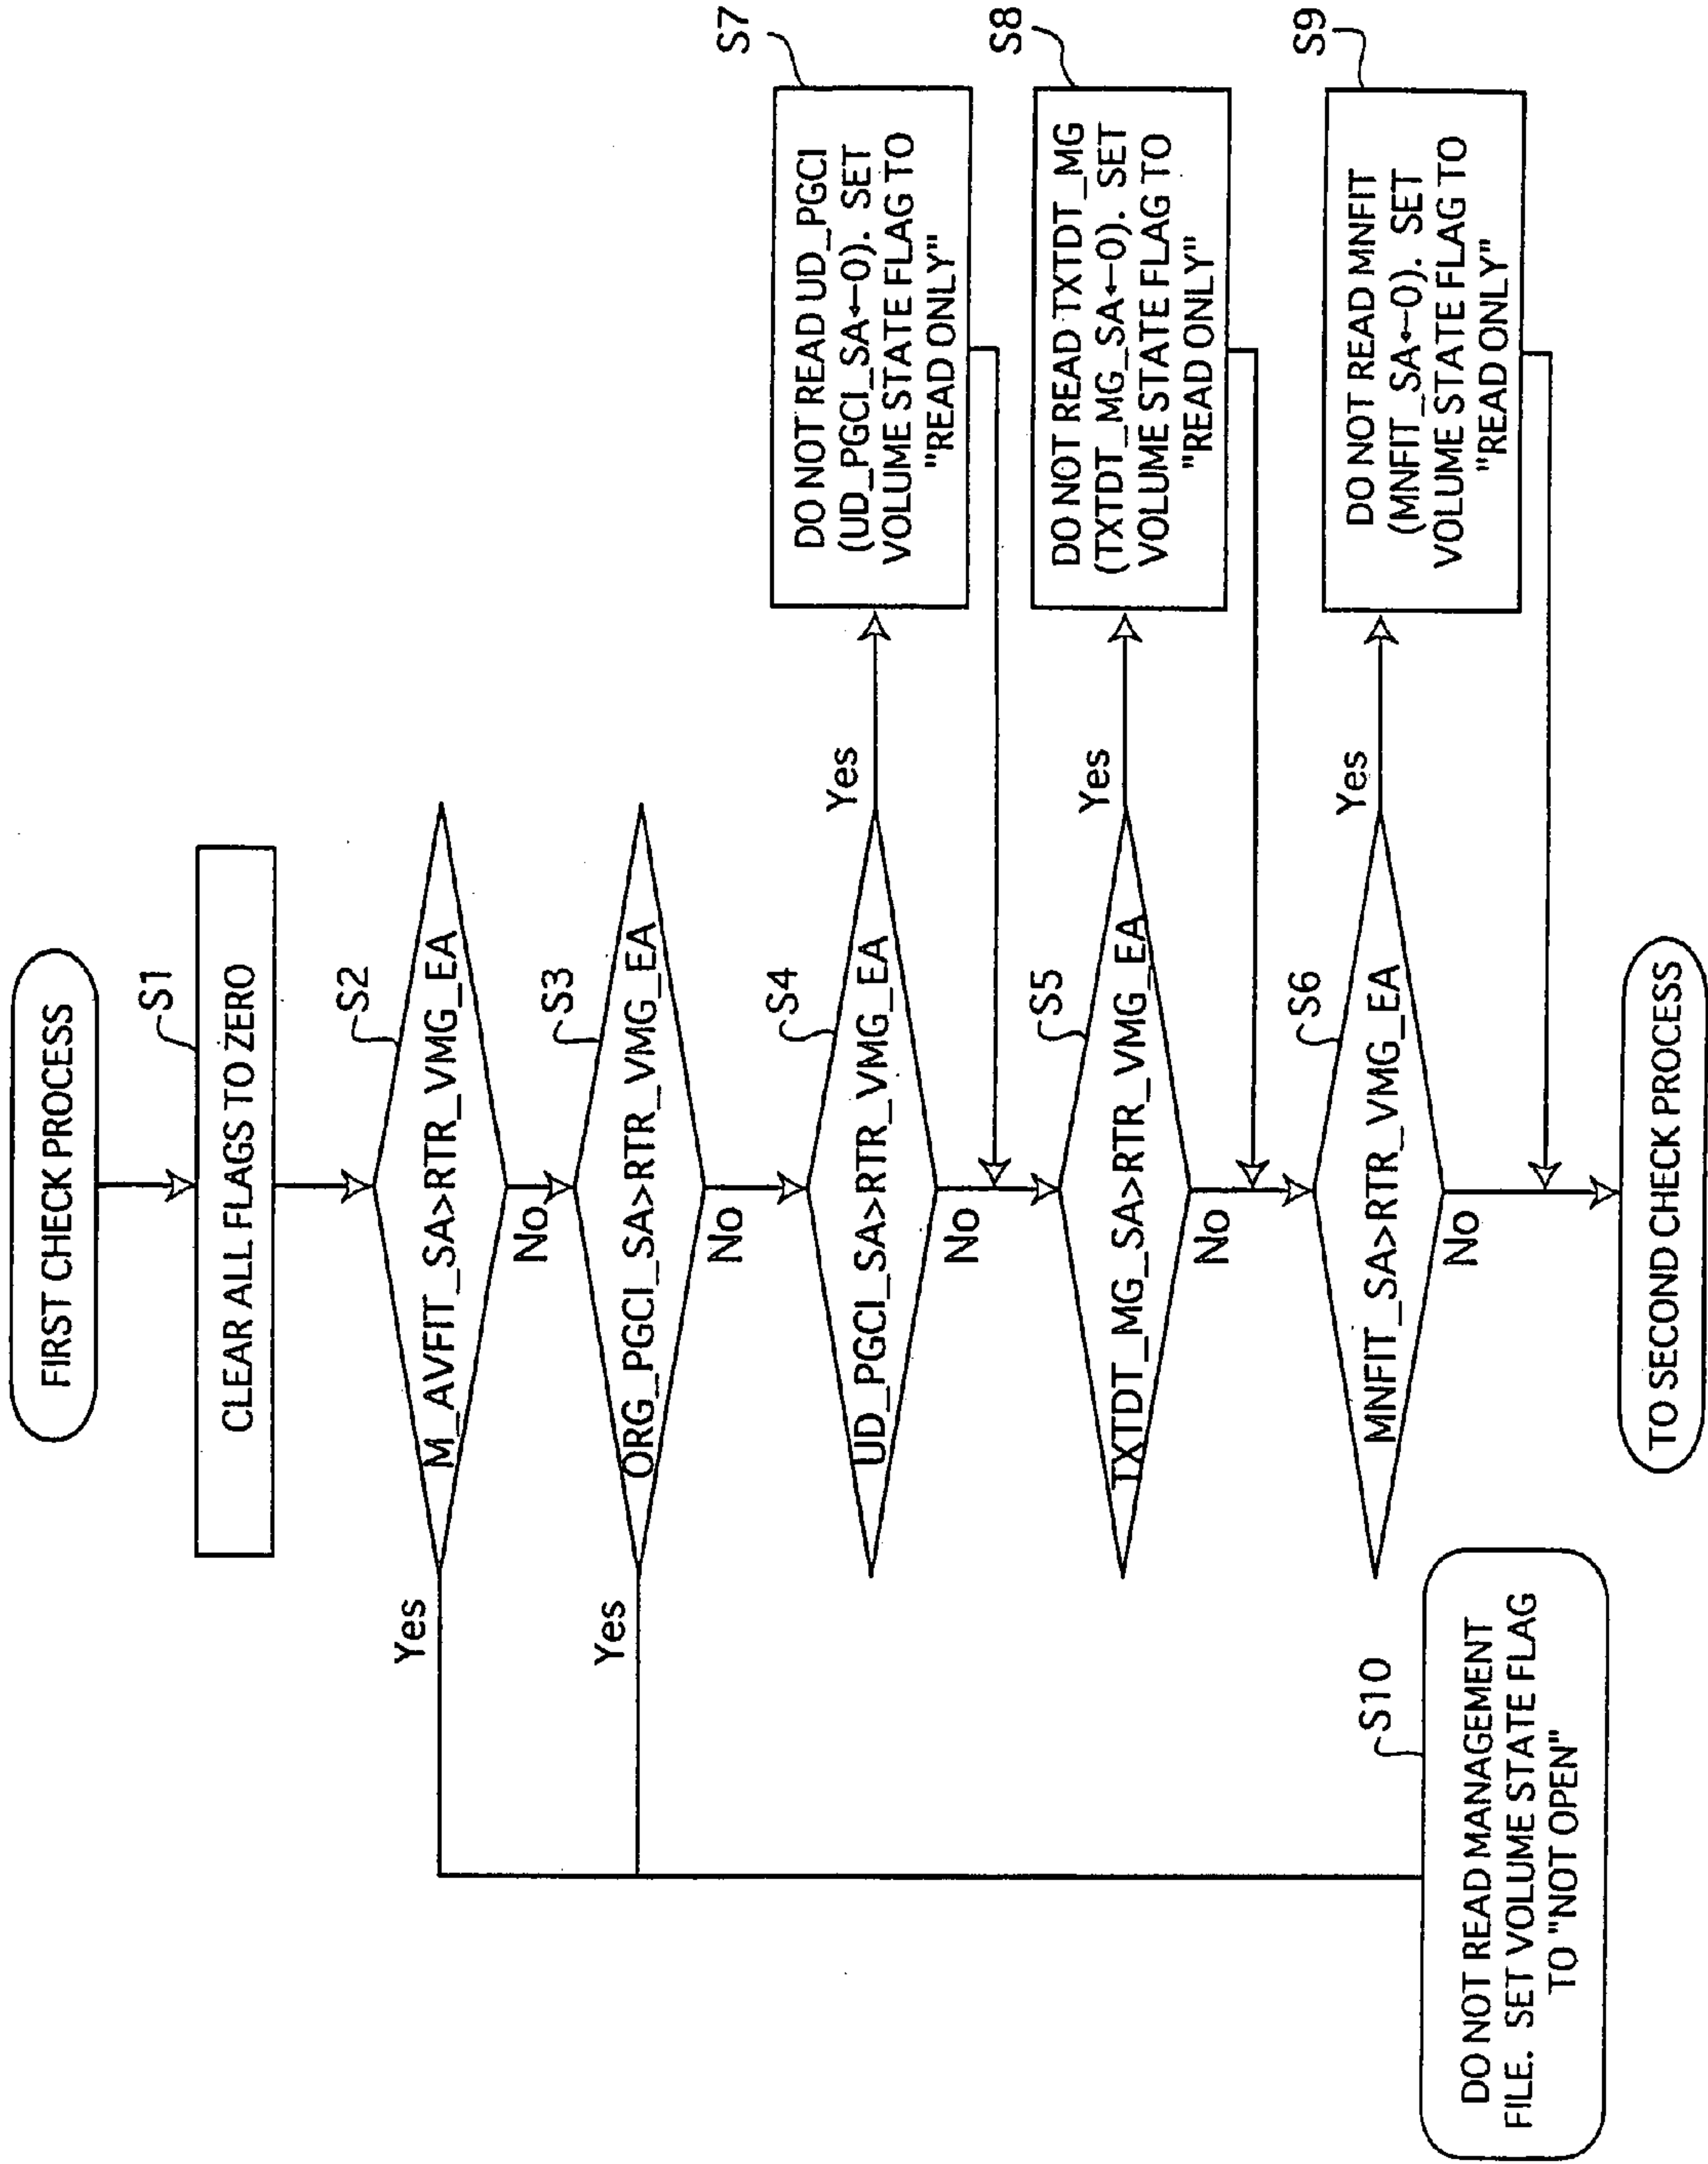 FIRST CHECK PROCESS
S1
CLEAR ALL FLAGS TO ZERO
S2
M_AVFIT_SA>RTR_VMG_EA
Yes
No
S3
ORG_PGCI_SA>RTR_VMG_EA
Yes
No
S4
UD_PGCI_SA>RTR_VMG_EA
Yes
No
S7
DO NOT READ UD_PGCI
(UD_PGCI_SA←0). SET
VOLUME STATE FLAG TO
"READ ONLY"
S5
TXTDT_MG_SA>RTR_VMG_EA
Yes
No
S8
DO NOT READ TXTDT_MG
(TXTDT_MG_SA←0). SET
VOLUME STATE FLAG TO
"READ ONLY"
S6
MNFIT_SA>RTR_VMG_EA
Yes
No
S9
DO NOT READ MNFIT
(MNFIT_SA←0). SET
VOLUME STATE FLAG TO
"READ ONLY"
S10
DO NOT READ MANAGEMENT
FILE. SET VOLUME STATE FLAG
TO "NOT OPEN"
TO SECOND CHECK PROCESS